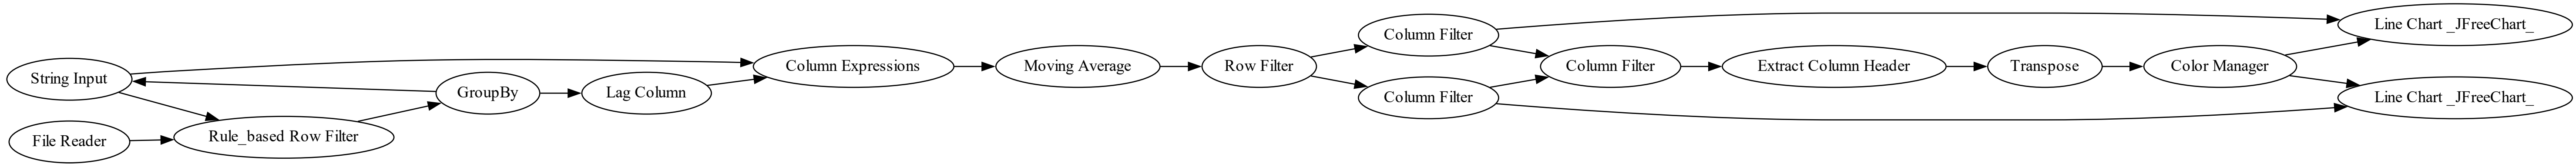 String Input
File Reader
Rule_based Row Filter
GroupBy
Lag Column
Column Expressions
Moving Average
Row Filter
Column Filter
Column Filter
Column Filter
Extract Column Header
Transpose
Color Manager
Line Chart _JFreeChart_
Line Chart _JFreeChart_